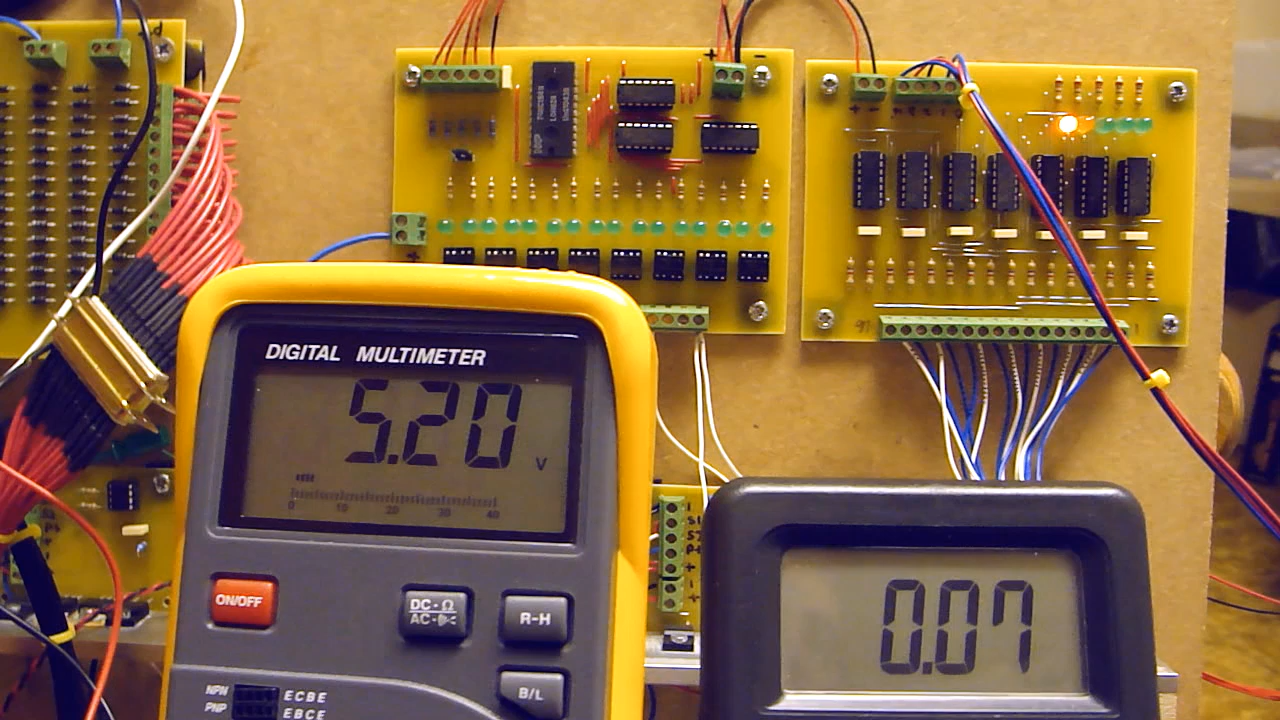 +
-
+
DIGITAL MULTIMETER
5.20 V
0 10 20 30 40
ON/OFF
DC-Ω
AC-
R-H
B/L
NPN
PNP
ECBE
EBCE
0.07
P+
+
-
+